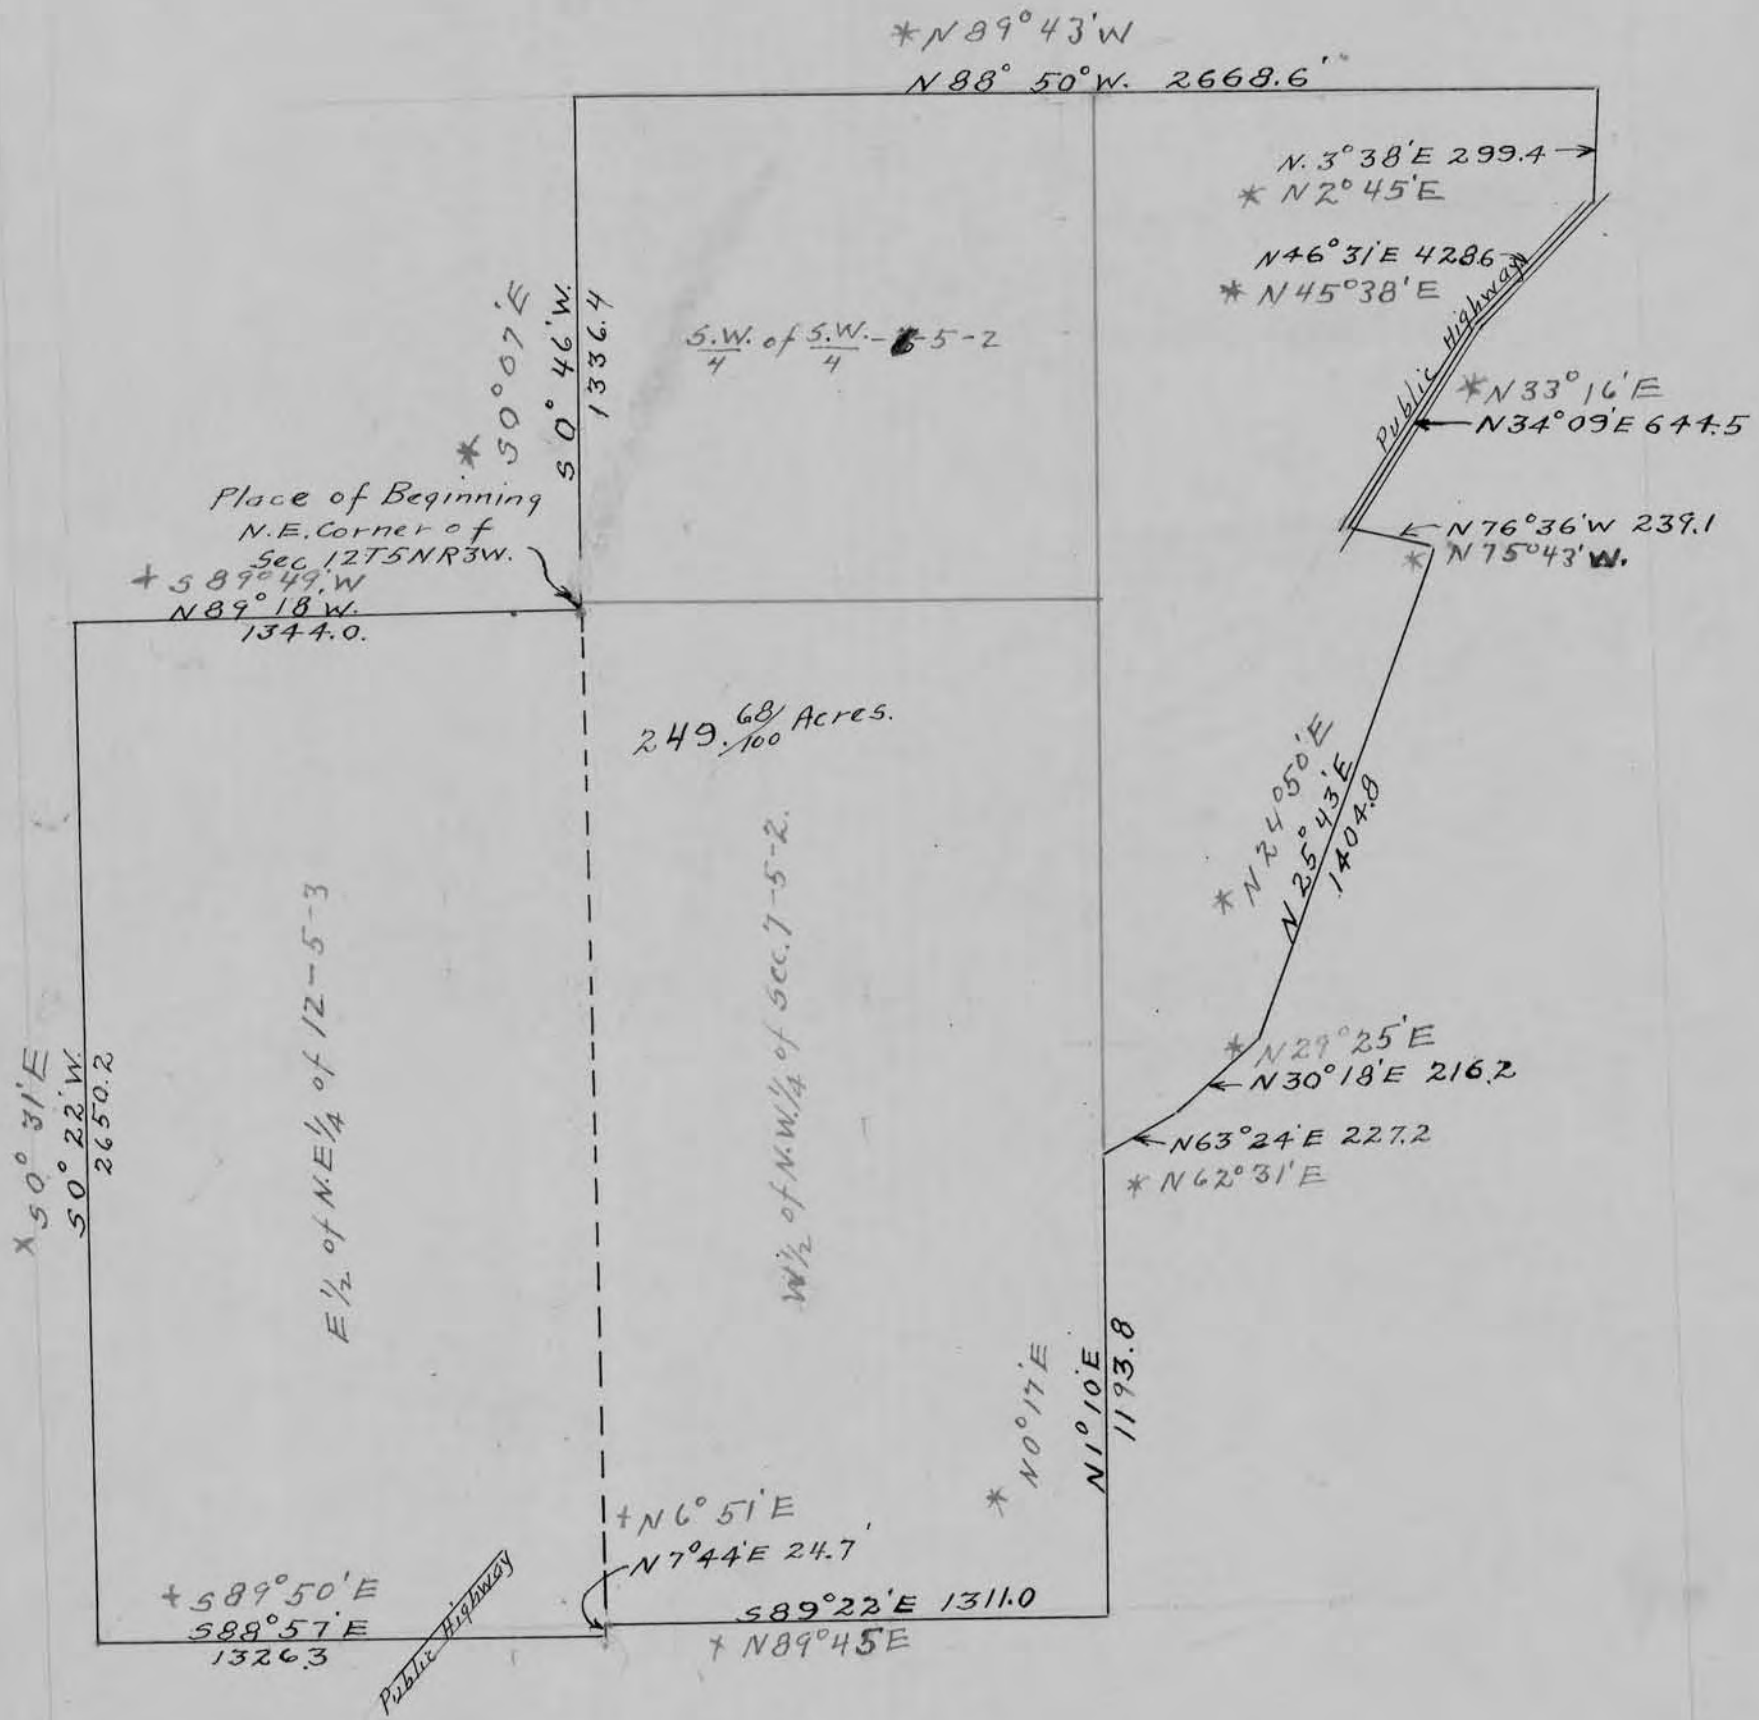 *N89°43'W
N88° 50°W. 2668.6'
N. 3°38'E 299.4
* N2°45'E
N46°31'E 428.6
* N45°38'E
Public Highway
*N33°16'E
N34°09'E 644.5
N76°36'W 239.1
* N75°43'W.
* S0°07'E
S0° 46'W.
1336.4
S.W. of S.W. - 5-2
4 4
Place of Beginning
N.E. Corner of
Sec 12T5NR3W.
+ S89°49'W
N89°18'W.
1344.0.
249. 68/100 Acres.
* N24°50'E
N25°43'E
1404.8
* N29°25'E
N30°18'E 216.2
N63°24'E 227.2
* N62°31'E
E 1/2 of N.E 1/4 of 12-5-3
W 1/2 of N.W. 1/4 of Sec. 7-5-2.
x S0° 31'E
S0° 22'W.
2650.2
* N0°17'E
N1°10'E
1193.8
+N6° 51'E
N7°44'E 24.7'
S89°22'E 1311.0
+ N89°45E
+ S89°50'E
S88°57'E
1326.3
Public Highway